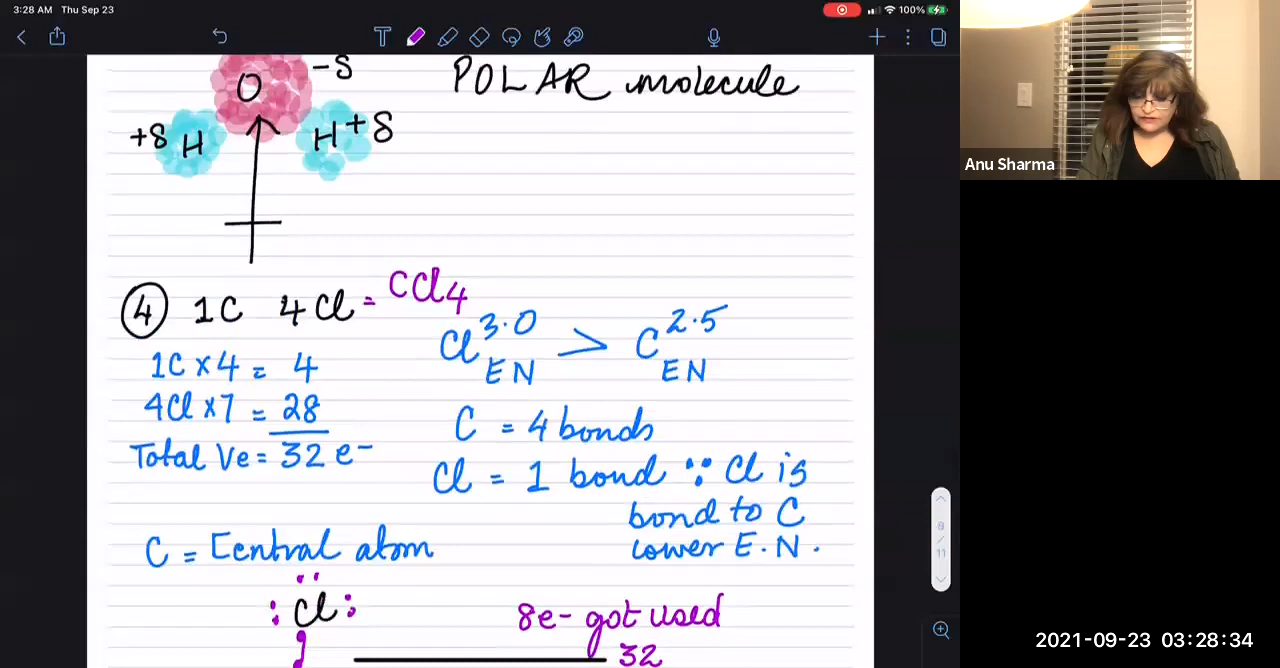 3:28 AM Thu Sep 23
100%
O -δ
POLAR molecule
+δ H H +δ
Anu Sharma
④ 1C 4Cl = CCl4
Cl 3.0 EN > C 2.5 EN
1C x 4 = 4
4Cl x 7 = 28
Total Ve = 32 e-
C = 4 bonds
Cl = 1 bond ∵ Cl is
bond to C
lower E.N.
C = Central atom
Cl
8e- got used
32
8
/
11
2021-09-23 03:28:34